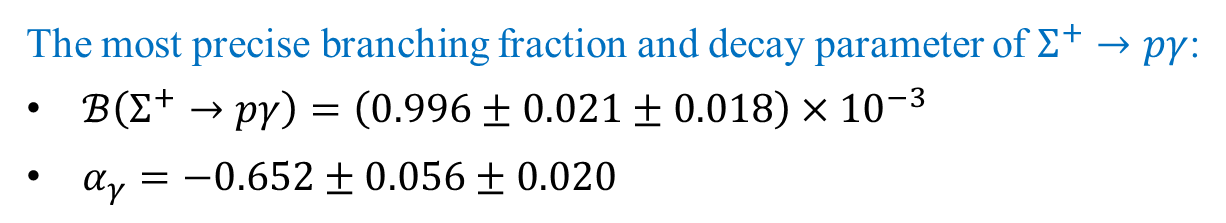 The most precise branching fraction and decay parameter of Σ⁺ → pγ:
• ℬ(Σ⁺ → pγ) = (0.996 ± 0.021 ± 0.018) × 10⁻³
• α_γ = −0.652 ± 0.056 ± 0.020